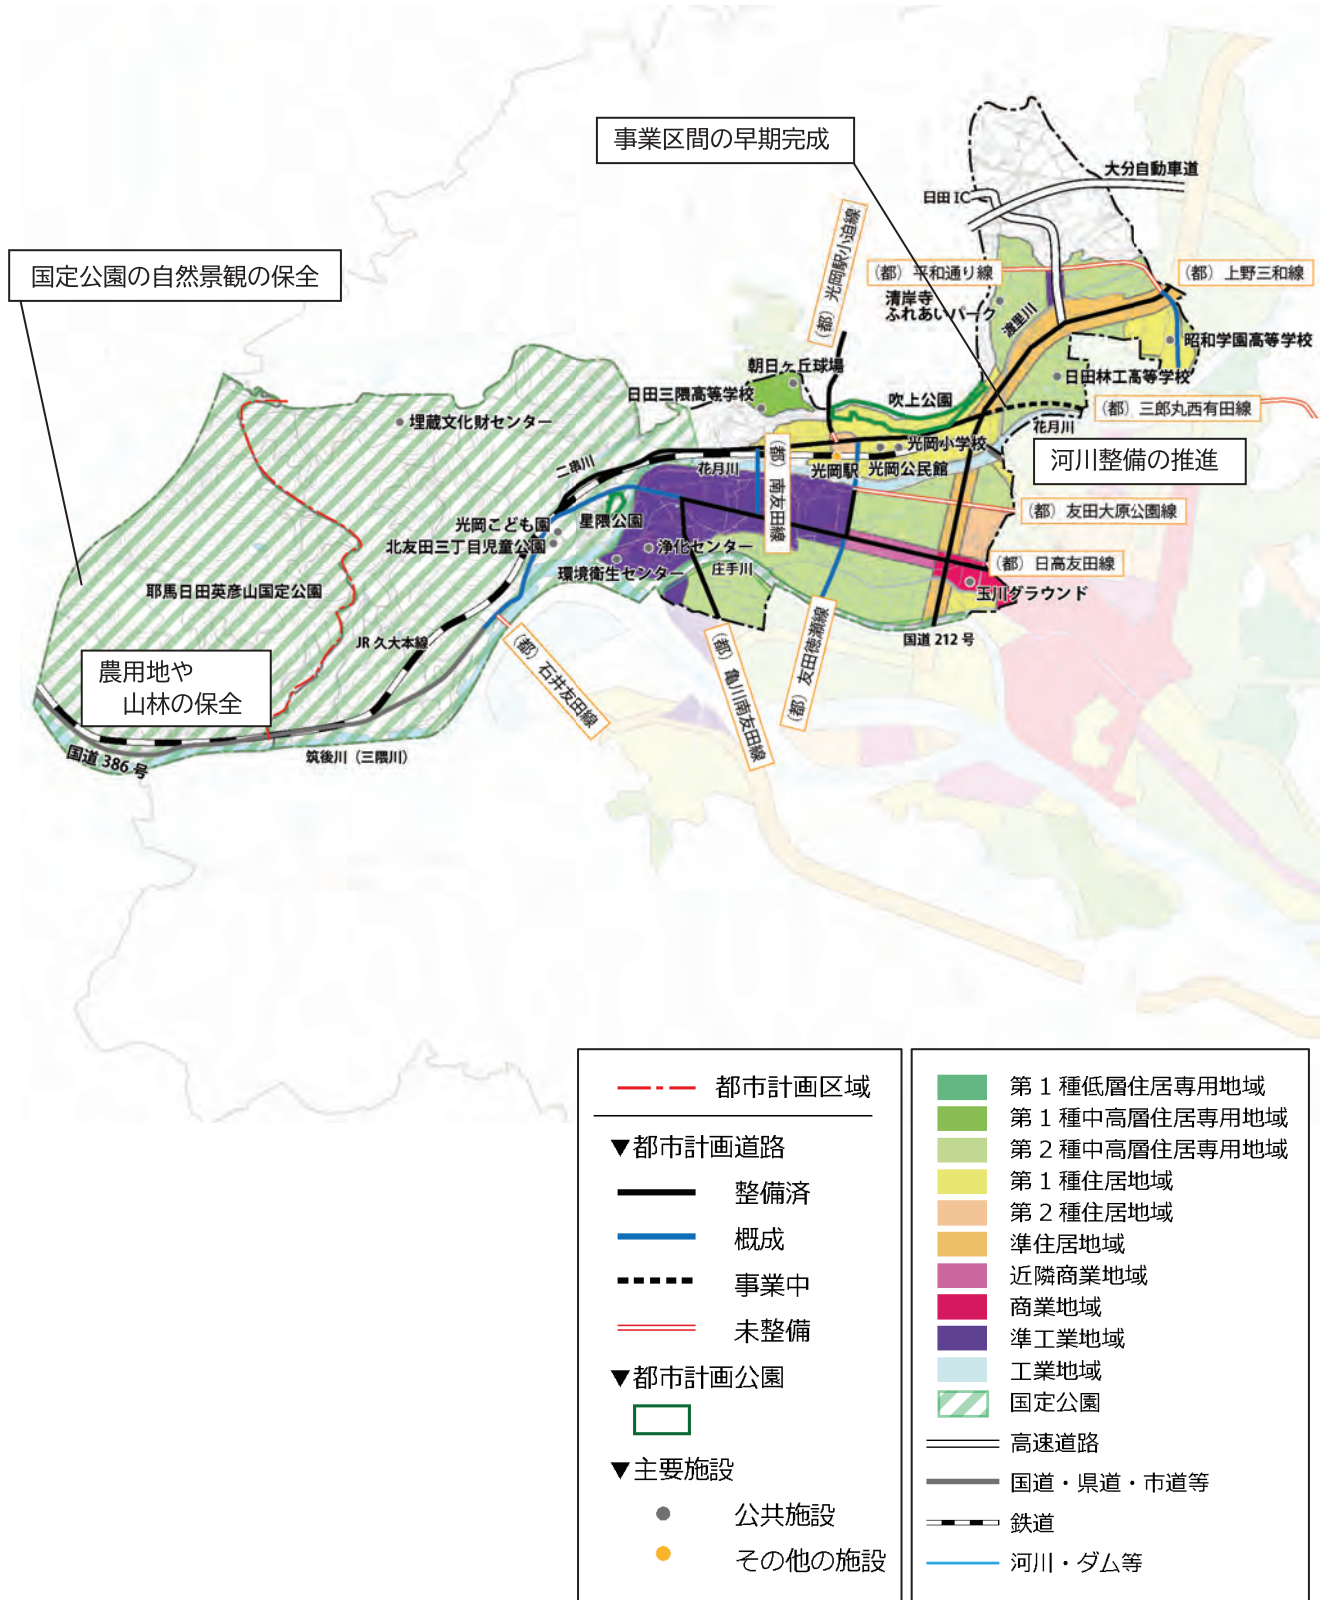 事業区間の早期完成
大分自動車道
日田 IC
国定公園の自然景観の保全
(都) 光岡駅小迫線
(都) 平和通り線
(都) 上野三和線
清岸寺
ふれあいパーク
渡里川
昭和学園高等学校
朝日ヶ丘球場
日田林工高等学校
日田三隈高等学校
吹上公園
(都) 三郎丸西有田線
埋蔵文化財センター
花月川
光岡小学校
河川整備の推進
二串川
花月川
(都) 南友田線
光岡駅
光岡公民館
(都) 友田大原公園線
星隈公園
光岡こども園
北友田三丁目児童公園
浄化センター
(都) 日高友田線
環境衛生センター
庄手川
耶馬日田英彦山国定公園
玉川グラウンド
JR 久大本線
国道 212 号
(都) 石井友田線
(都) 亀川南友田線
(都) 友田徳瀬線
農用地や
山林の保全
国道 386 号
筑後川（三隈川）
都市計画区域
▼都市計画道路
整備済
概成
事業中
未整備
▼都市計画公園
▼主要施設
公共施設
その他の施設
第１種低層住居専用地域
第１種中高層住居専用地域
第２種中高層住居専用地域
第１種住居地域
第２種住居地域
準住居地域
近隣商業地域
商業地域
準工業地域
工業地域
国定公園
高速道路
国道・県道・市道等
鉄道
河川・ダム等